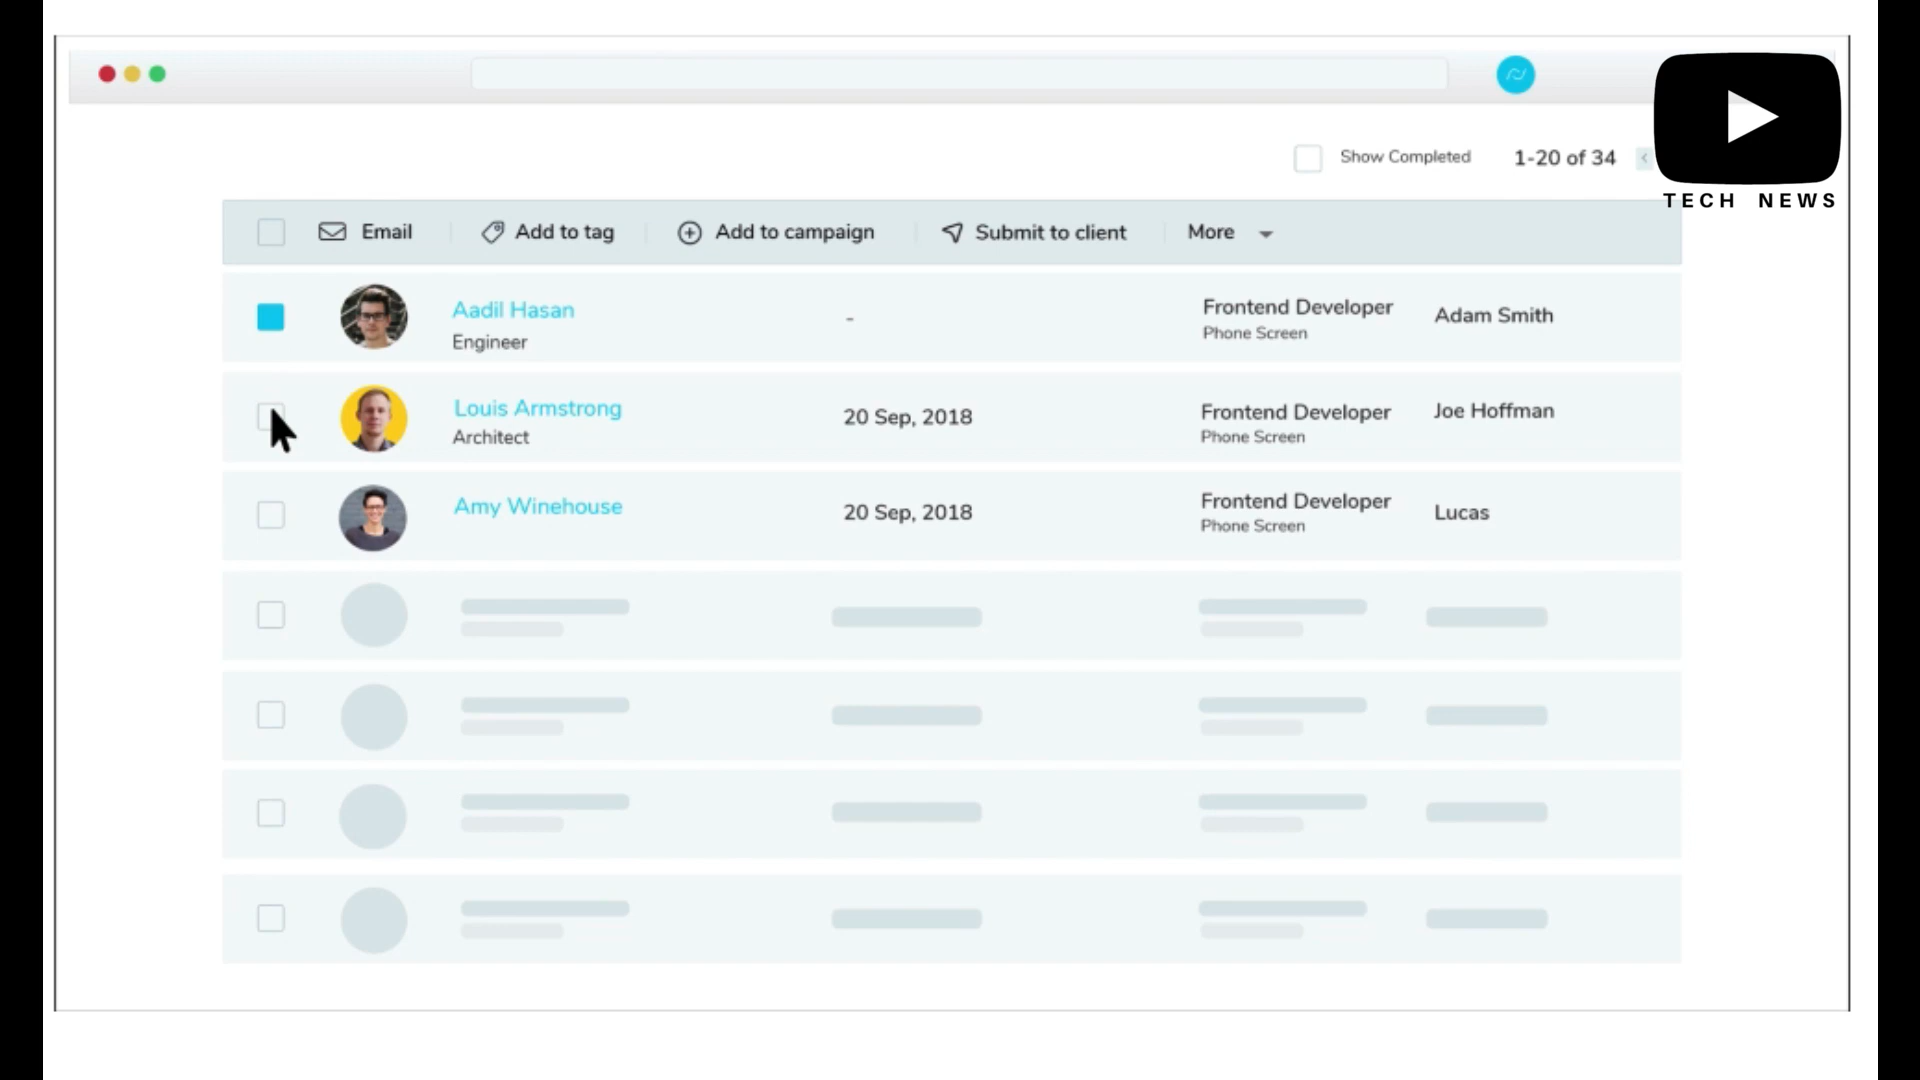 Show Completed
1-20 of 34
TECH NEWS
Email
Add to tag
Add to campaign
Submit to client
More
Aadil Hasan
Engineer
-
Frontend Developer
Phone Screen
Adam Smith
Louis Armstrong
Architect
20 Sep, 2018
Frontend Developer
Phone Screen
Joe Hoffman
Amy Winehouse
20 Sep, 2018
Frontend Developer
Phone Screen
Lucas